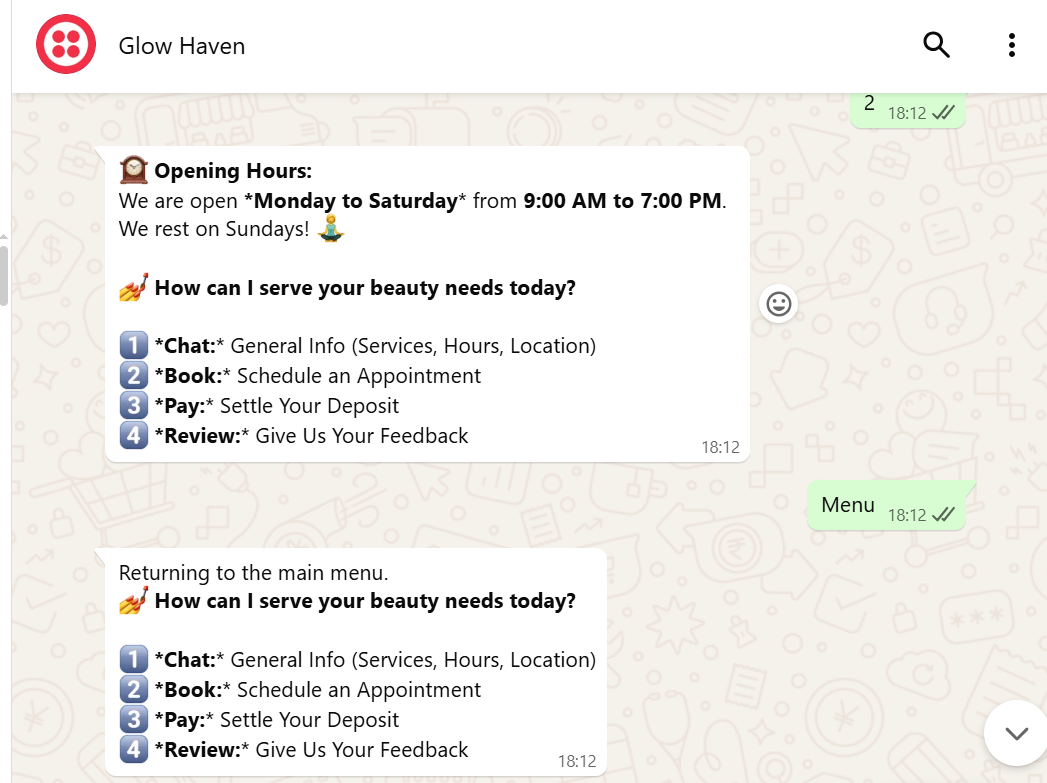 Glow Haven
2 18:12
🕰️ Opening Hours:
We are open *Monday to Saturday* from 9:00 AM to 7:00 PM.
We rest on Sundays! 🧘
💅 How can I serve your beauty needs today?
1️⃣ *Chat:* General Info (Services, Hours, Location)
2️⃣ *Book:* Schedule an Appointment
3️⃣ *Pay:* Settle Your Deposit
4️⃣ *Review:* Give Us Your Feedback
18:12
Menu 18:12
Returning to the main menu.
💅 How can I serve your beauty needs today?
1️⃣ *Chat:* General Info (Services, Hours, Location)
2️⃣ *Book:* Schedule an Appointment
3️⃣ *Pay:* Settle Your Deposit
4️⃣ *Review:* Give Us Your Feedback
18:12